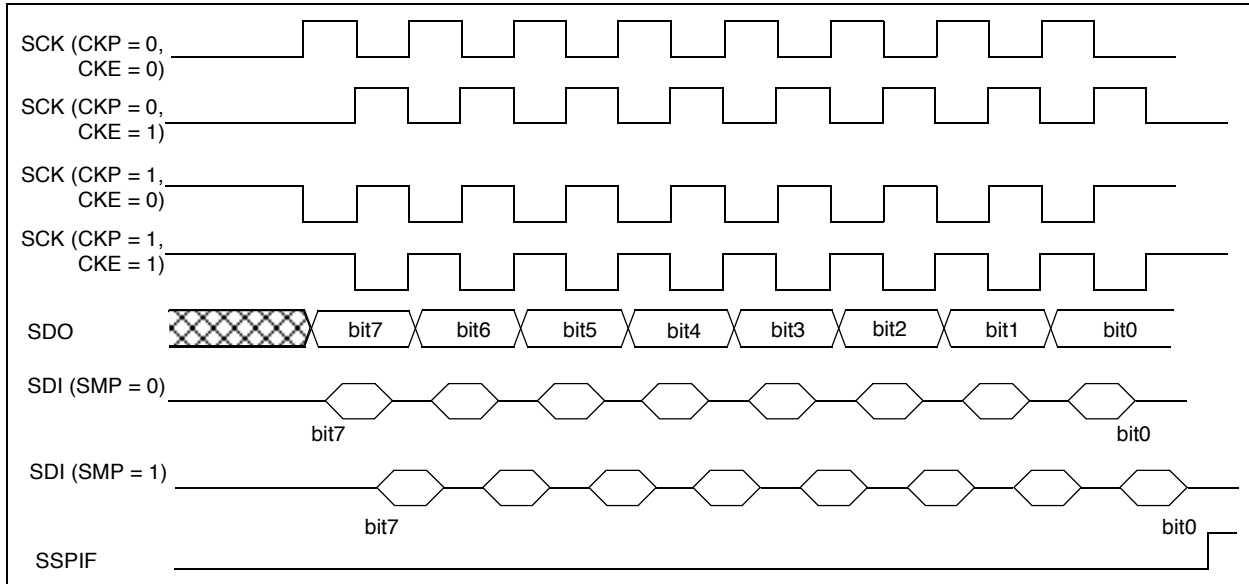 SCK (CKP = 0,
CKE = 0)
SCK (CKP = 0,
CKE = 1)
SCK (CKP = 1,
CKE = 0)
SCK (CKP = 1,
CKE = 1)
SDO bit7 bit6 bit5 bit4 bit3 bit2 bit1 bit0
SDI (SMP = 0)
bit7 bit0
SDI (SMP = 1)
bit7 bit0
SSPIF